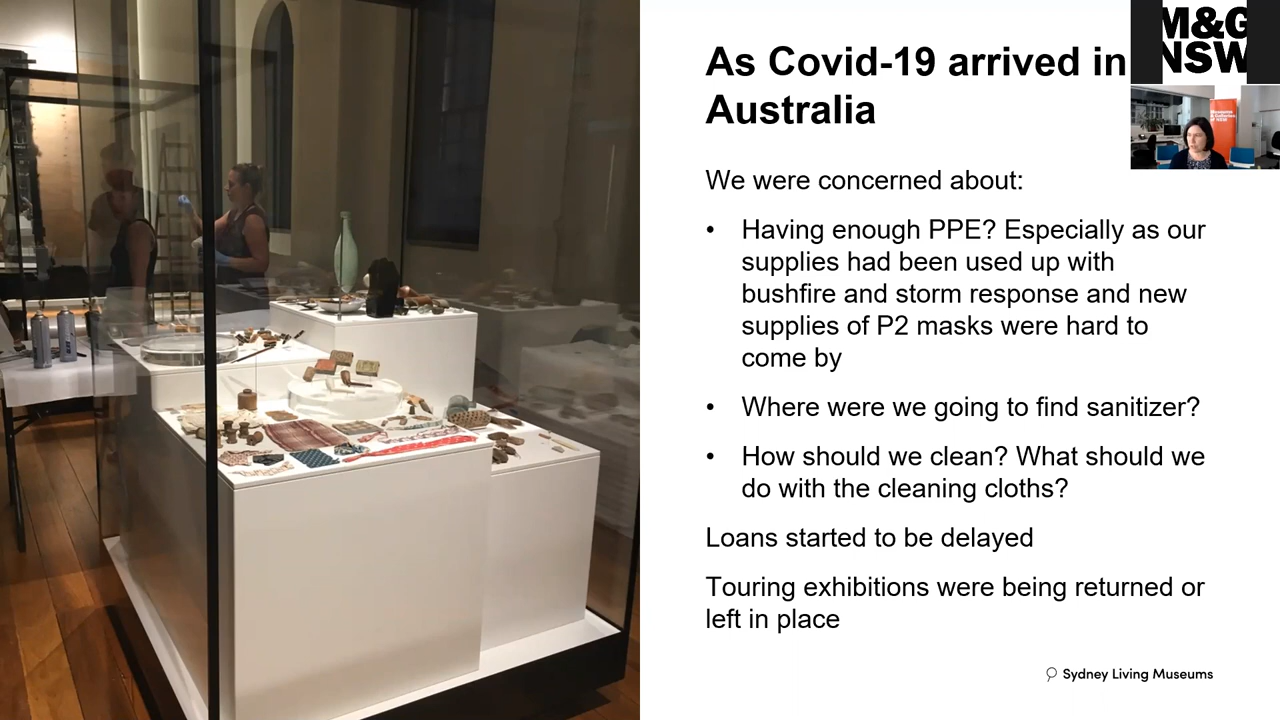 As Covid-19 arrived in
Australia
M&G
NSW
We were concerned about:
• Having enough PPE? Especially as our
supplies had been used up with
bushfire and storm response and new
supplies of P2 masks were hard to
come by
• Where were we going to find sanitizer?
• How should we clean? What should we
do with the cleaning cloths?
Loans started to be delayed
Touring exhibitions were being returned or
left in place
Sydney Living Museums